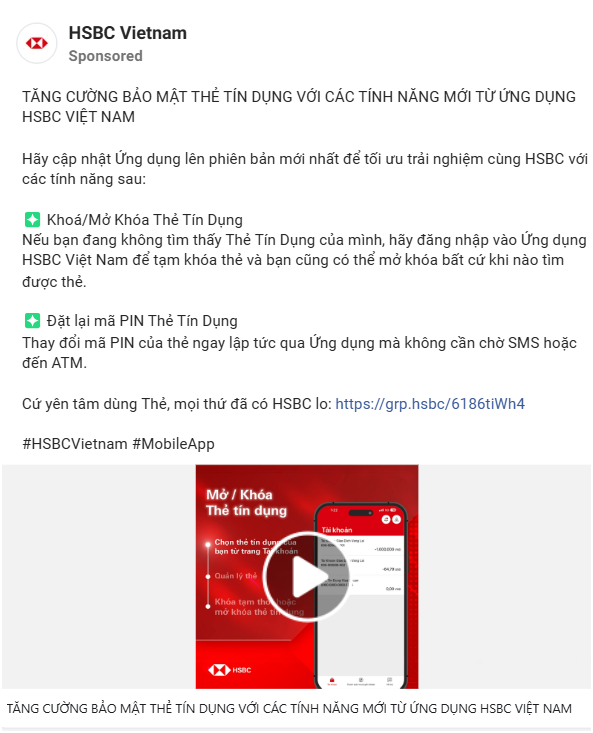 HSBC Vietnam
Sponsored
TĂNG CƯỜNG BẢO MẬT THẺ TÍN DỤNG VỚI CÁC TÍNH NĂNG MỚI TỪ ỨNG DỤNG
HSBC VIỆT NAM
Hãy cập nhật Ứng dụng lên phiên bản mới nhất để tối ưu trải nghiệm cùng HSBC với
các tính năng sau:
Khoá/Mở Khóa Thẻ Tín Dụng
Nếu bạn đang không tìm thấy Thẻ Tín Dụng của mình, hãy đăng nhập vào Ứng dụng
HSBC Việt Nam để tạm khóa thẻ và bạn cũng có thể mở khóa bất cứ khi nào tìm
được thẻ.
Đặt lại mã PIN Thẻ Tín Dụng
Thay đổi mã PIN của thẻ ngay lập tức qua Ứng dụng mà không cần chờ SMS hoặc
đến ATM.
Cứ yên tâm dùng Thẻ, mọi thứ đã có HSBC lo: https://grp.hsbc/6186tiWh4
#HSBCVietnam #MobileApp
Mở / Khóa
Thẻ tín dụng
Chọn thẻ tín dụng của
bạn từ trang Tài khoản
Quản lý thẻ
Khóa tạm thời hoặc
mở khóa thẻ tín dụng
Tài khoản
HSBC
TĂNG CƯỜNG BẢO MẬT THẺ TÍN DỤNG VỚI CÁC TÍNH NĂNG MỚI TỪ ỨNG DỤNG HSBC VIỆT NAM